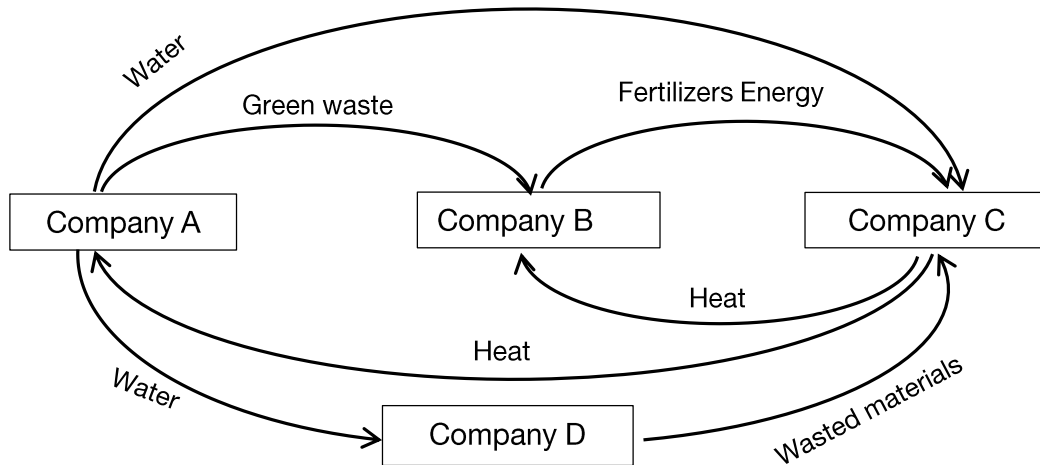 Water
Green waste
Fertilizers Energy
Company A
Company B
Company C
Heat
Heat
Water
Company D
Wasted materials